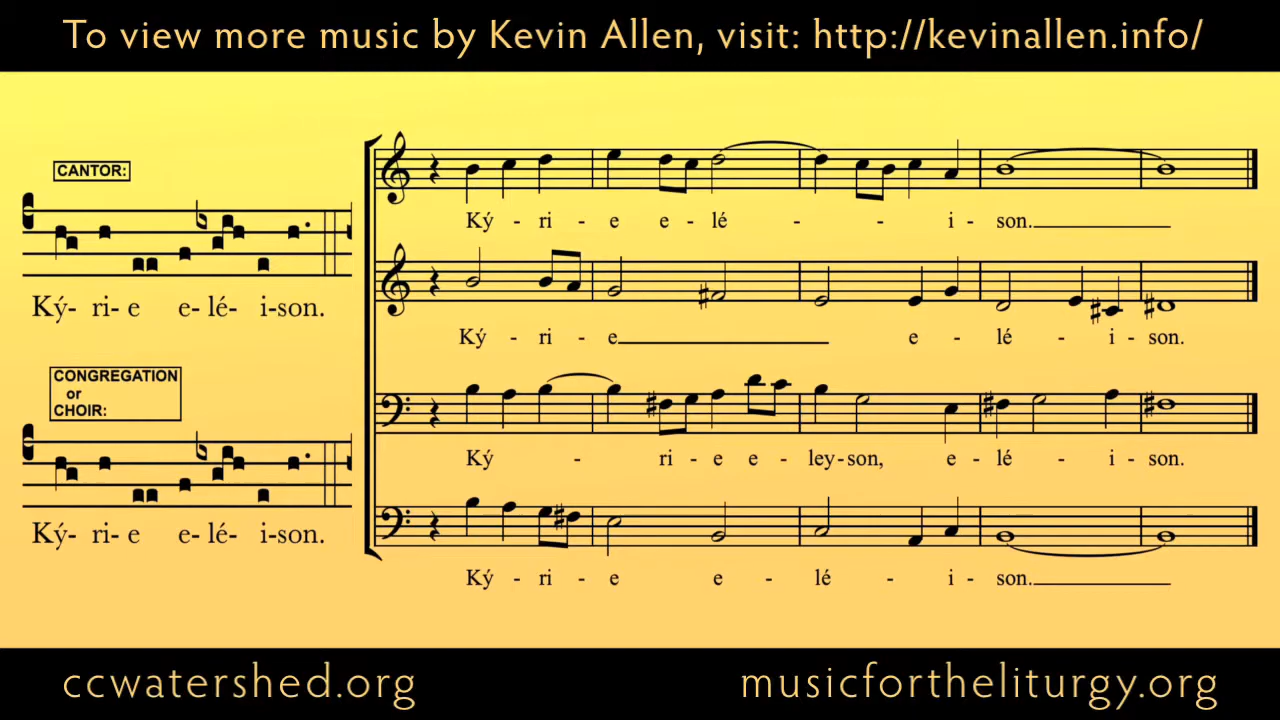 To view more music by Kevin Allen, visit: http://kevinallen.info/
CANTOR:
Ký- ri- e e- lé- i-son.
CONGREGATION
or
CHOIR:
Ký- ri- e e- lé- i-son.
Ký - ri - e e - lé - - i - son.
Ký - ri - e e - lé - i - son.
Ký - ri - e e - ley-son, e - lé - i - son.
Ký - ri - e e - lé - i - son.
ccwatershed.org
musicfortheliturgy.org